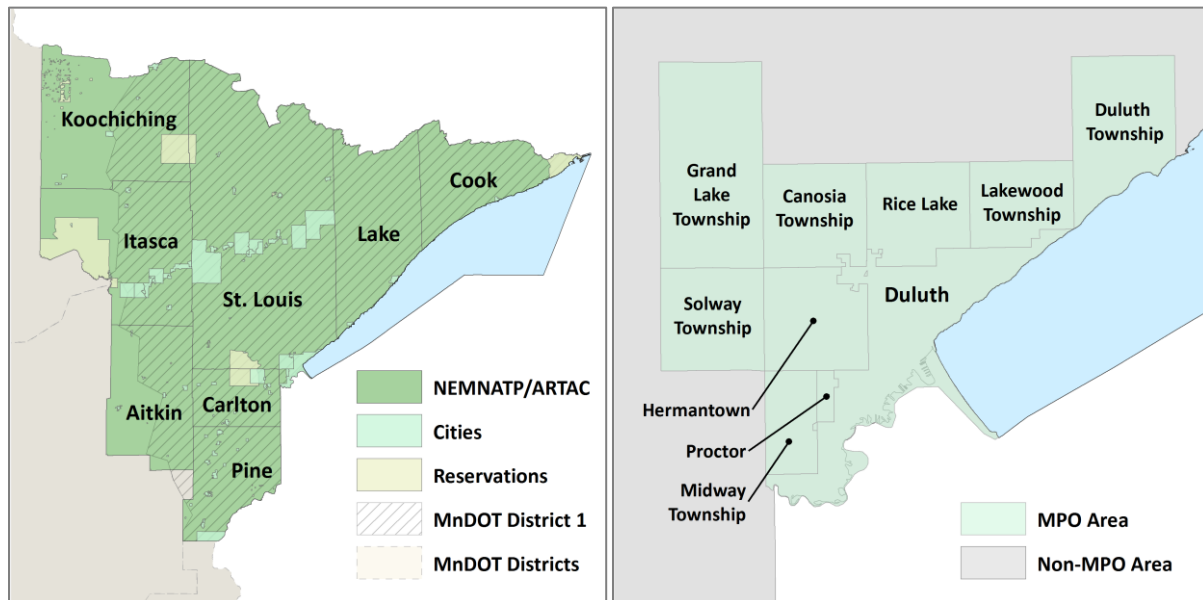 Koochiching
Cook
Itasca
Lake
St. Louis
Aitkin
Carlton
Pine
NEMNATP/ARTAC
Cities
Reservations
MnDOT District 1
MnDOT Districts
Duluth
Township
Grand
Lake
Township
Canosia
Township
Rice Lake
Lakewood
Township
Solway
Township
Duluth
Hermantown
Proctor
Midway
Township
MPO Area
Non-MPO Area